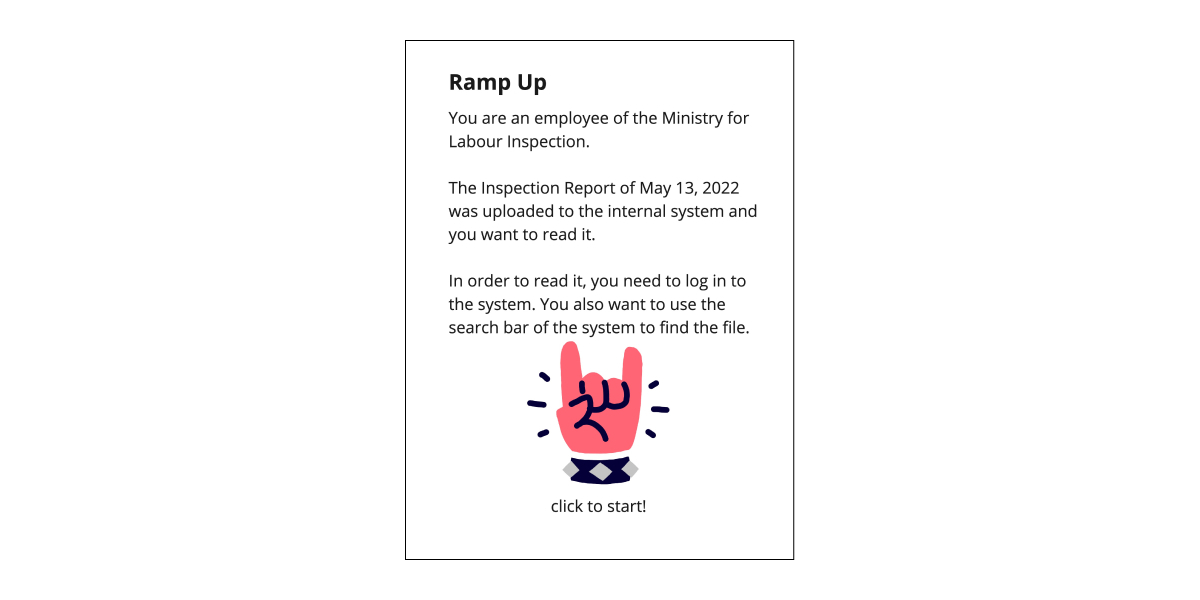 Ramp Up
You are an employee of the Ministry for
Labour Inspection.
The Inspection Report of May 13, 2022
was uploaded to the internal system and
you want to read it.
In order to read it, you need to log in to
the system. You also want to use the
search bar of the system to find the file.
click to start!